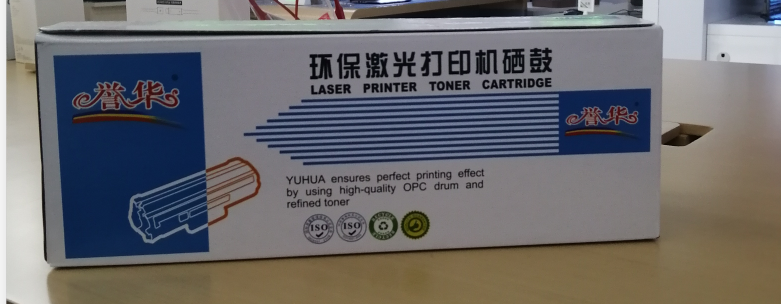 环保激光打印机硒鼓
LASER PRINTER TONER CARTRIDGE
誉华
誉华
YUHUA ensures perfect printing effect
by using high-quality OPC drum and
refined toner
ISO
ISO